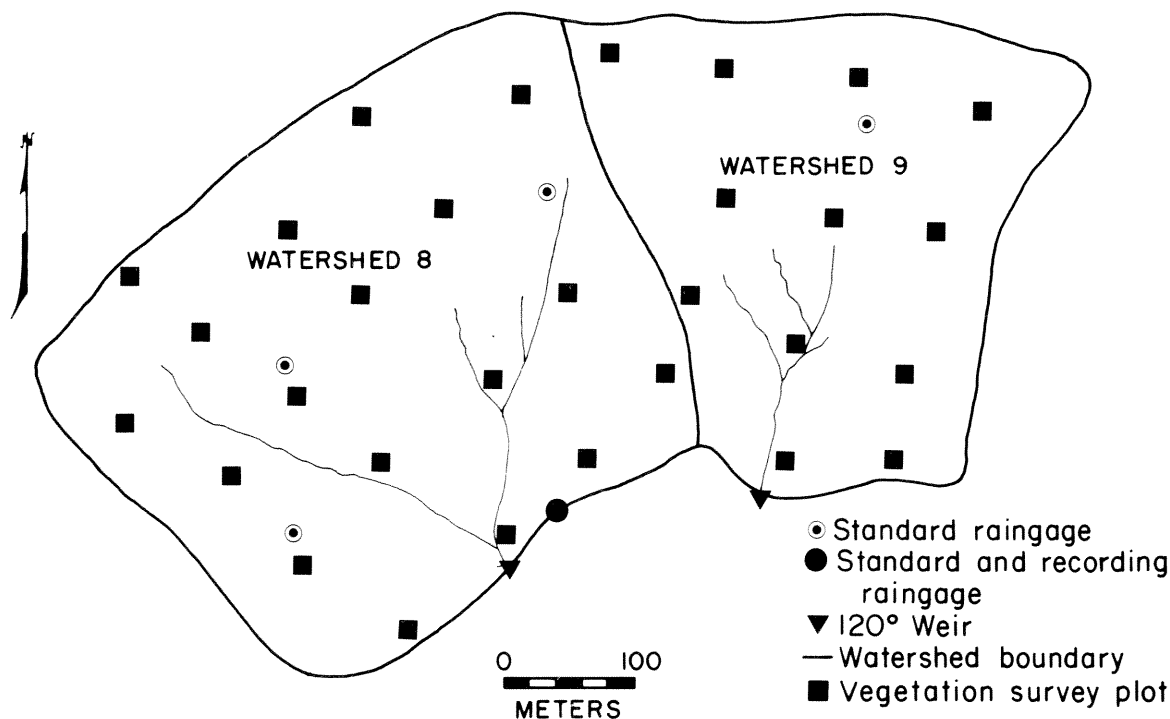 N
WATERSHED 9
WATERSHED 8
Standard raingage
Standard and recording
raingage
120° Weir
Watershed boundary
Vegetation survey plot
0 100
METERS